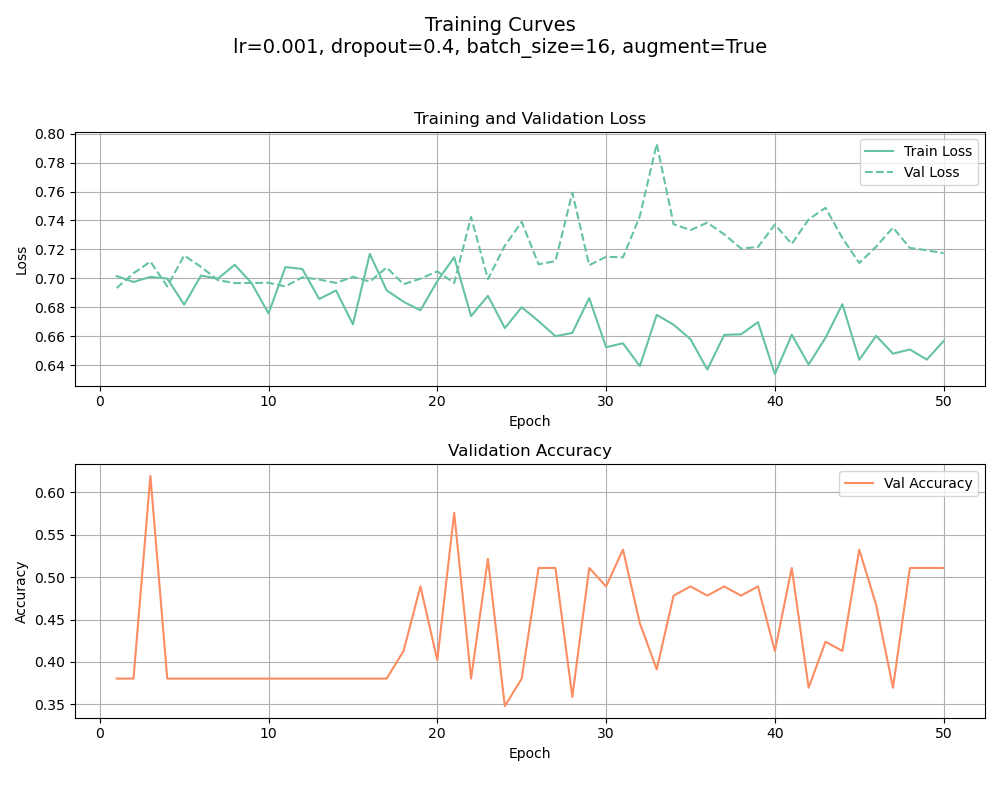 Training Curves
lr=0.001, dropout=0.4, batch_size=16, augment=True
Training and Validation Loss
0.80
0.78
0.76
0.74
0.72
0.70
0.68
0.66
0.64
Loss
Train Loss
Val Loss
0 10 20 30 40 50
Epoch
Validation Accuracy
0.60
0.55
0.50
0.45
0.40
0.35
Accuracy
Val Accuracy
0 10 20 30 40 50
Epoch